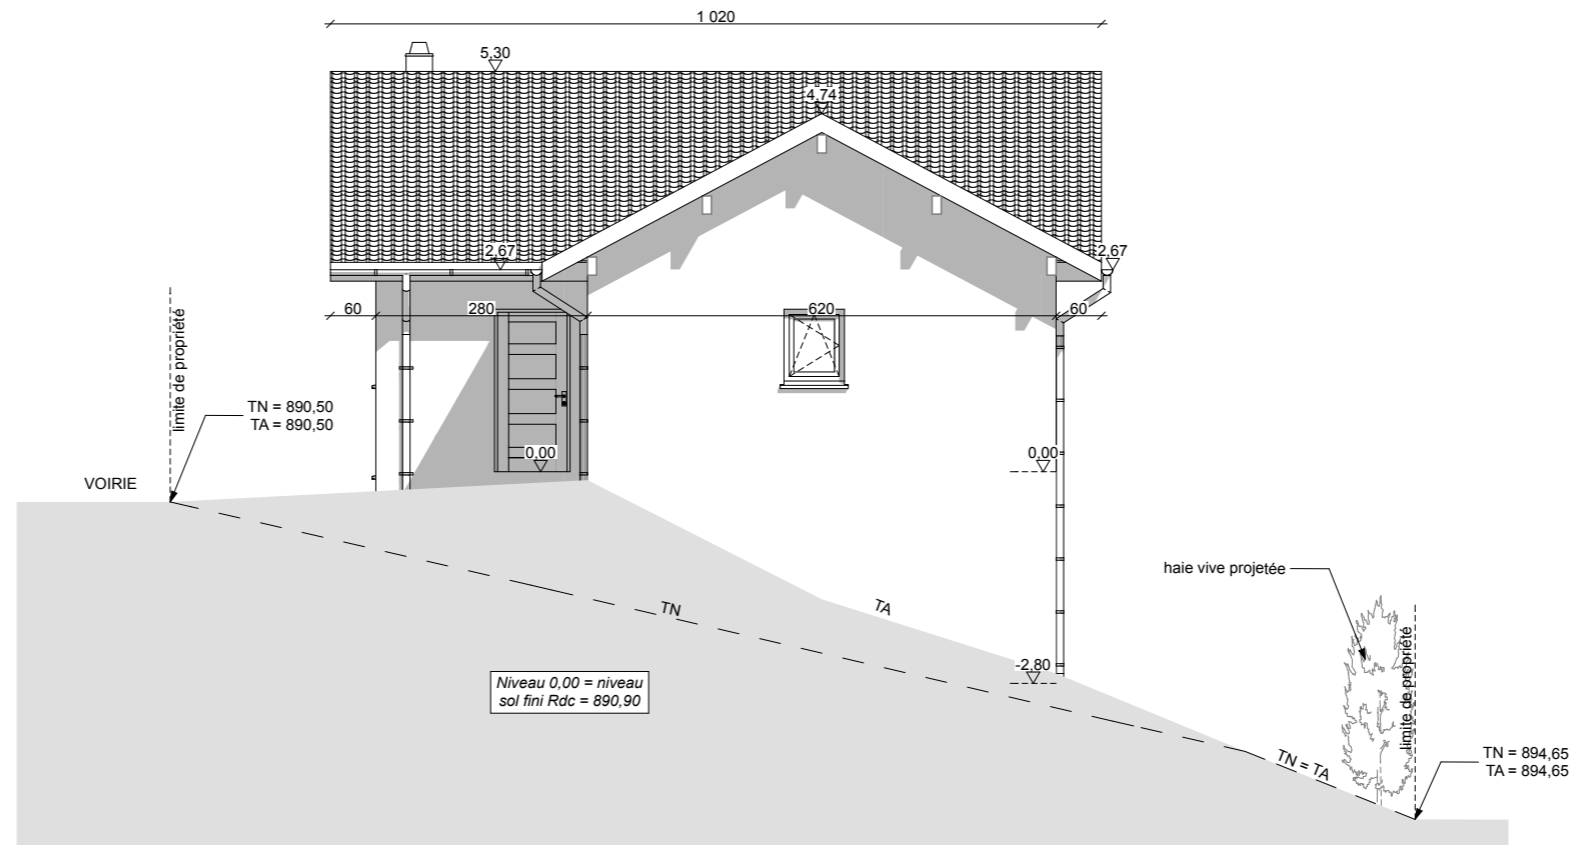 1 020
5,30
4,74
2,67
2,67
60
280
620
60
limite de propriété
TN = 890,50
TA = 890,50
VOIRIE
0,00
0,00
haie vive projetée
TN
TA
-2,80
Niveau 0,00 = niveau
sol fini Rdc = 890,90
limite de propriété
TN = TA
TN = 894,65
TA = 894,65